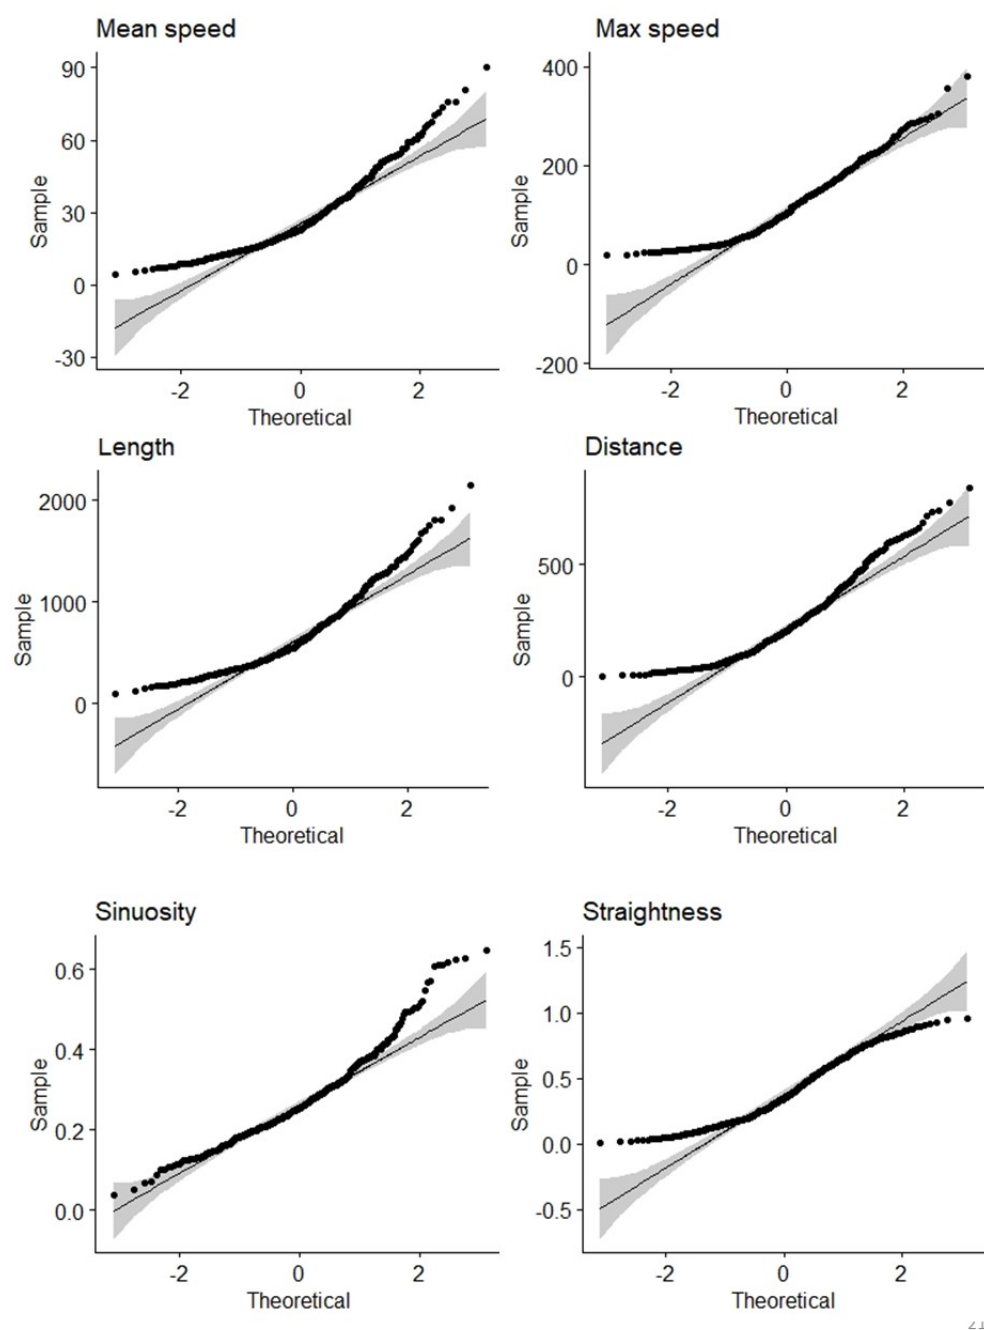 Mean speed
Max speed
90
60
30
0
-30
Sample
-2
0
2
Theoretical
400
200
0
-200
Sample
-2
0
2
Theoretical
Length
Distance
2000
1000
0
Sample
-2
0
2
Theoretical
500
0
Sample
-2
0
2
Theoretical
Sinuosity
Straightness
0.6
0.4
0.2
0.0
Sample
-2
0
2
Theoretical
1.5
1.0
0.5
0.0
-0.5
Sample
-2
0
2
Theoretical